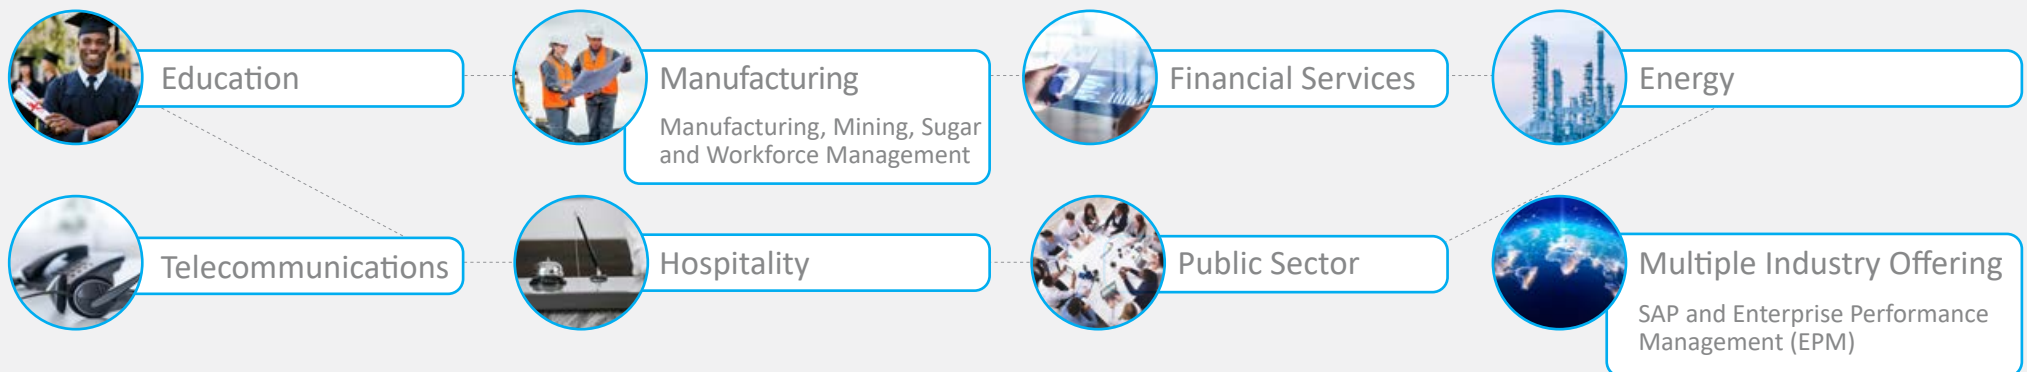 Education
Manufacturing
Manufacturing, Mining, Sugar
and Workforce Management
Financial Services
Energy
Telecommunications
Hospitality
Public Sector
Multiple Industry Offering
SAP and Enterprise Performance
Management (EPM)